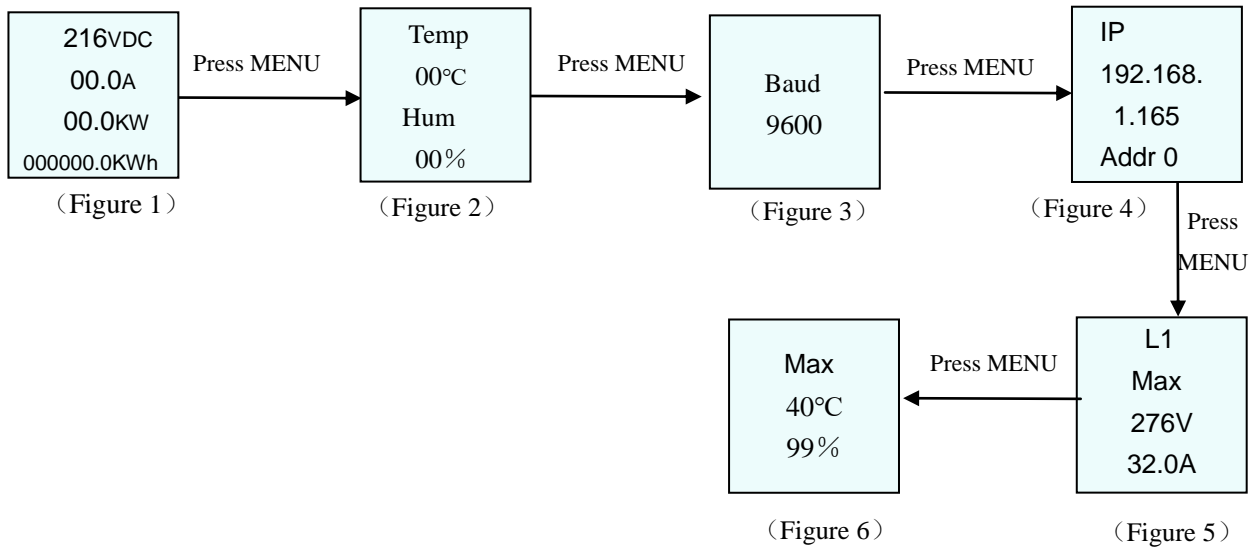 216VDC
00.0A
00.0KW
000000.0KWh
（Figure 1）
Press MENU
Temp
00°C
Hum
00％
（Figure 2）
Press MENU
Baud
9600
（Figure 3）
Press MENU
IP
192.168.
1.165
Addr 0
（Figure 4）
Press
MENU
L1
Max
276V
32.0A
（Figure 5）
Press MENU
Max
40°C
99％
（Figure 6）